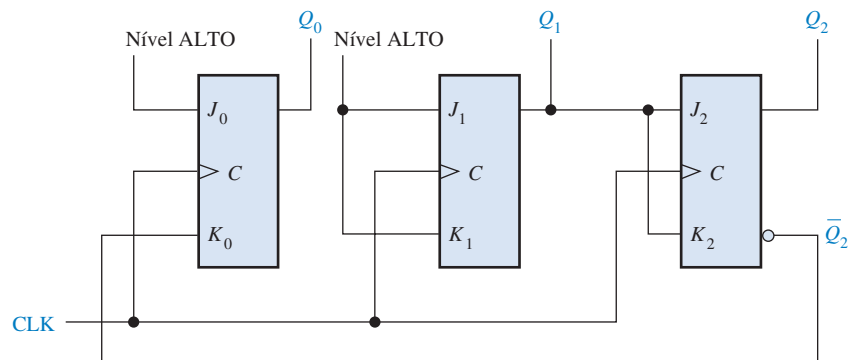 Q₀ Q₁ Q₂
Nível ALTO Nível ALTO
J₀ J₁ J₂
C C C
K₀ K₁ K₂ Q̅₂
CLK